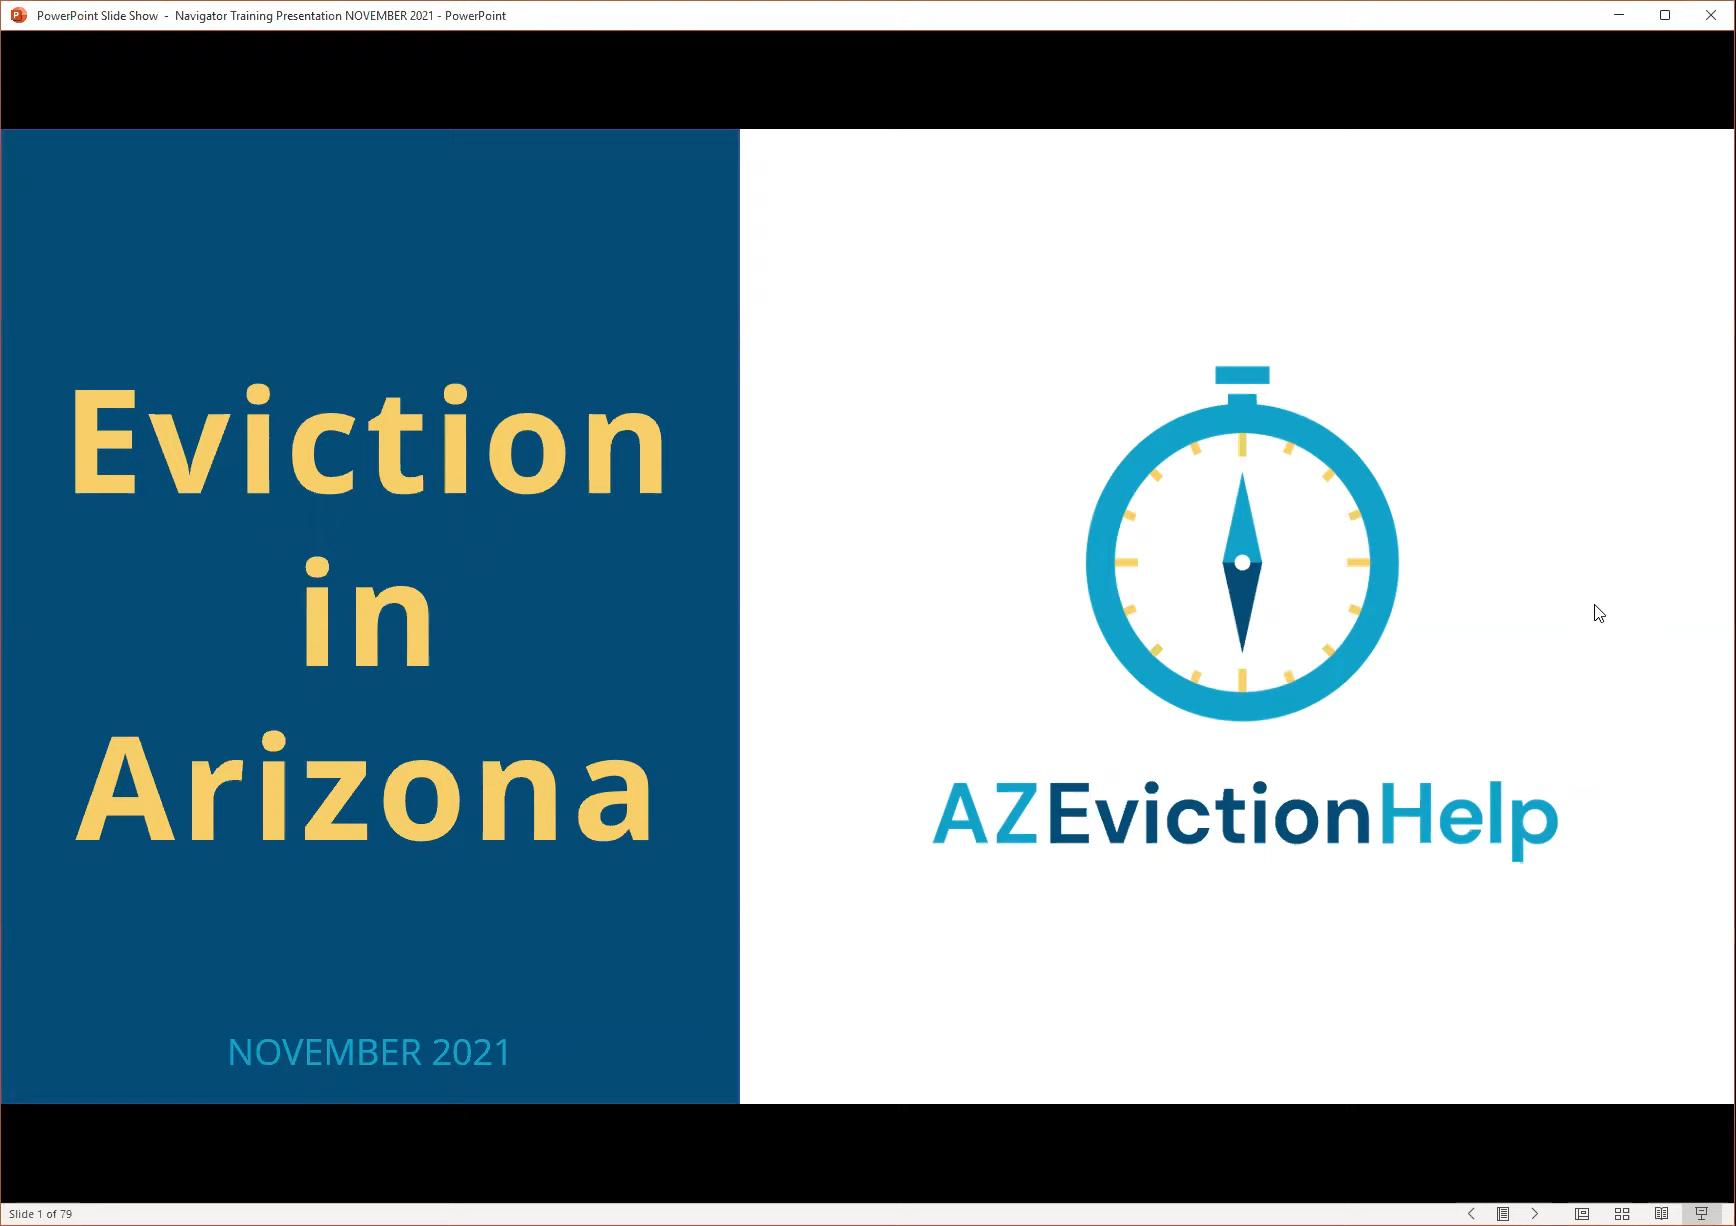 PowerPoint Slide Show - Navigator Training Presentation NOVEMBER 2021 - PowerPoint
Eviction
in
Arizona
NOVEMBER 2021
AZEvictionHelp
Slide 1 of 79